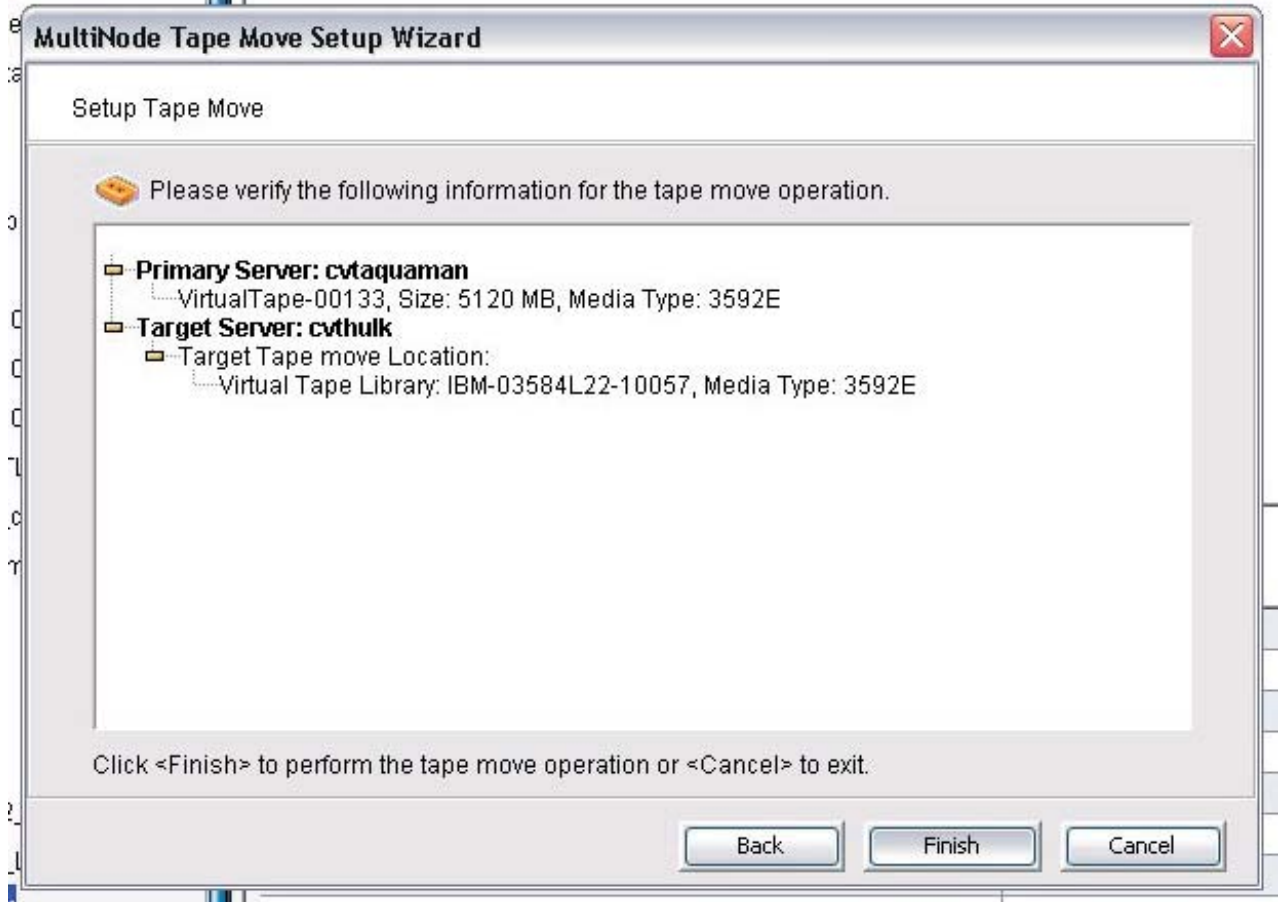 MultiNode Tape Move Setup Wizard
Setup Tape Move
Please verify the following information for the tape move operation.
Primary Server: cvtaquaman
VirtualTape-00133, Size: 5120 MB, Media Type: 3592E
Target Server: cvthulk
Target Tape move Location:
Virtual Tape Library: IBM-03584L22-10057, Media Type: 3592E
Click <Finish> to perform the tape move operation or <Cancel> to exit.
Back
Finish
Cancel